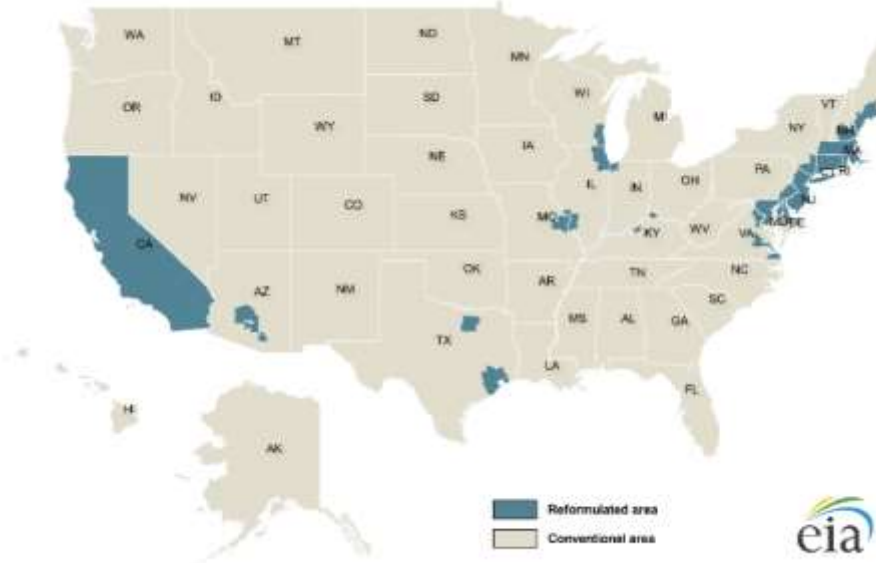 WA
MT
ND
MN
OR
ID
SD
WI
MI
VT
NY
WY
NE
IA
PA
NV
UT
CO
IL
IN
OH
NJ
KS
MO
KY
WV
VA
CA
AZ
NM
OK
AR
TN
NC
SC
TX
MS
AL
GA
LA
FL
HI
AK
CT
RI
MA
DE
Reformulated area
Conventional area
eia